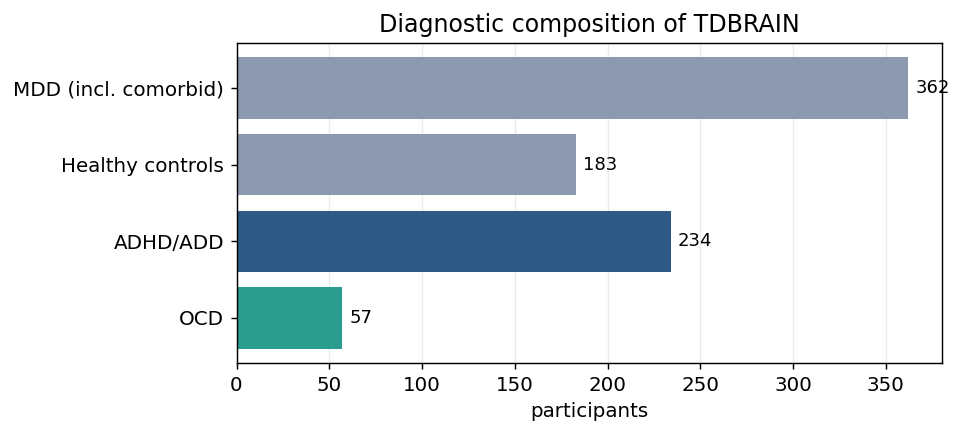 Diagnostic composition of TDBRAIN
MDD (incl. comorbid) 362
Healthy controls 183
ADHD/ADD 234
OCD 57
0 50 100 150 200 250 300 350
participants